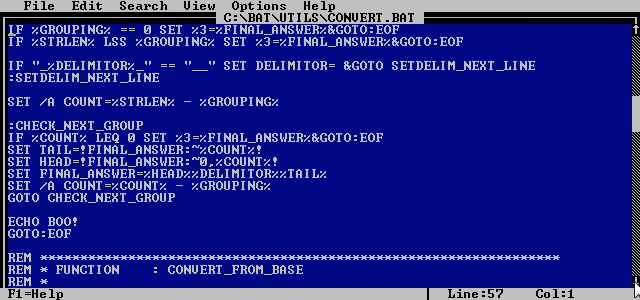 File Edit Search View Options Help
C:\BAT\UTILS\CONVERT.BAT
IF %GROUPING% == 0 SET %3=%FINAL_ANSWER%&GOTO:EOF
IF %STRLEN% LSS %GROUPING% SET %3=%FINAL_ANSWER%&GOTO:EOF
IF "_%DELIMITOR%_" == "__" SET DELIMITOR= &GOTO SETDELIM_NEXT_LINE
:SETDELIM_NEXT_LINE
SET /A COUNT=%STRLEN% - %GROUPING%
:CHECK_NEXT_GROUP
IF %COUNT% LEQ 0 SET %3=%FINAL_ANSWER%&GOTO:EOF
SET TAIL=!FINAL_ANSWER:~%COUNT%!
SET HEAD=!FINAL_ANSWER:~0,%COUNT%!
SET FINAL_ANSWER=%HEAD%%DELIMITOR%%TAIL%
SET /A COUNT=%COUNT% - %GROUPING%
GOTO CHECK_NEXT_GROUP
ECHO BOO!
GOTO:EOF
REM *****************************************************************
REM * FUNCTION : CONVERT_FROM_BASE
REM *
F1=Help Line:57 Col:1